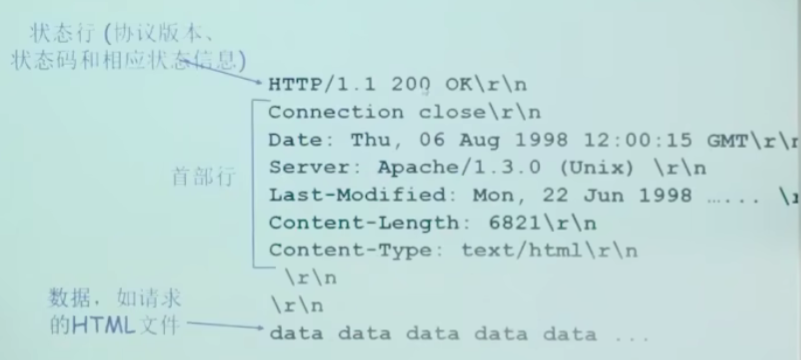 状态行 (协议版本、
状态码和相应状态信息)
HTTP/1.1 200 OK\r\n
Connection close\r\n
Date: Thu, 06 Aug 1998 12:00:15 GMT\r\n
Server: Apache/1.3.0 (Unix) \r\n
首部行
Last-Modified: Mon, 22 Jun 1998 ...... \r
Content-Length: 6821\r\n
Content-Type: text/html\r\n
\r\n
\r\n
数据, 如请求
的HTML文件
data data data data data ...